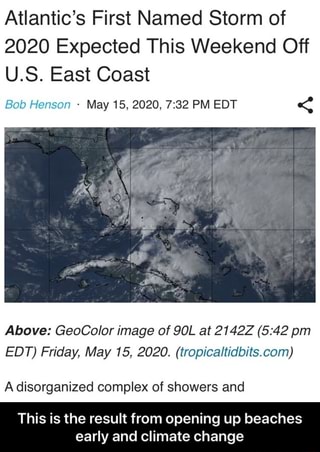 Atlantic’s First Named Storm of
2020 Expected This Weekend Off
U.S. East Coast
Bob Henson · May 15, 2020, 7:32 PM EDT
Above: GeoColor image of 90L at 2142Z (5:42 pm
EDT) Friday, May 15, 2020. (tropicaltidbits.com)
A disorganized complex of showers and
This is the result from opening up beaches
early and climate change